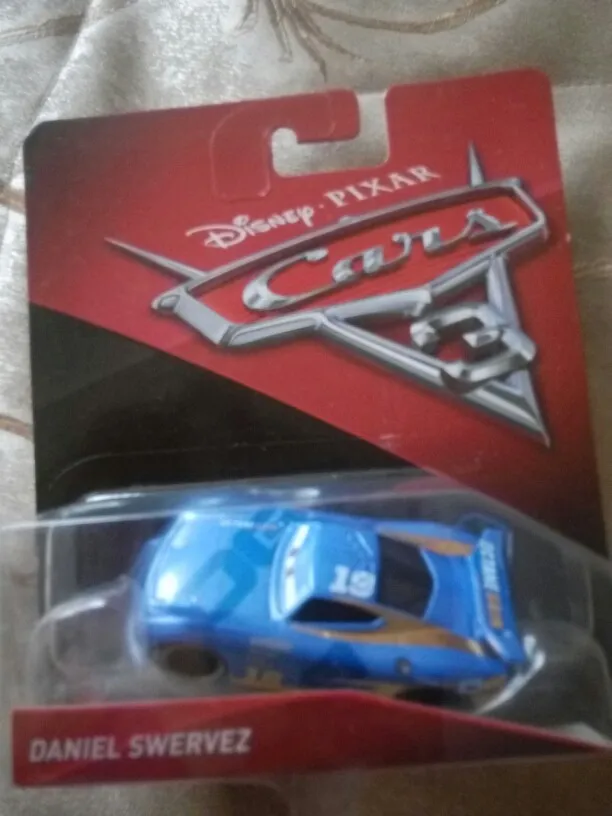 Disney · PIXAR
Cars
3
19
DANIEL SWERVEZ